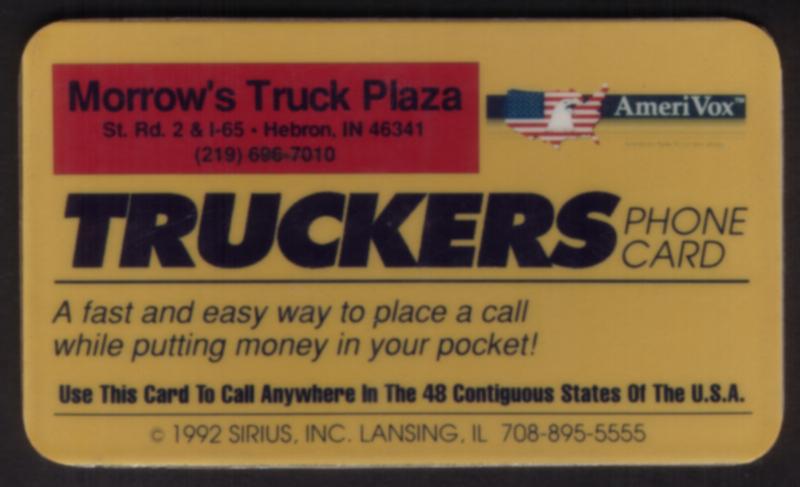 Morrow's Truck Plaza
St. Rd. 2 & I-65 • Hebron, IN 46341
(219) 696-7010
AmeriVox™
TRUCKERS PHONE CARD
A fast and easy way to place a call
while putting money in your pocket!
Use This Card To Call Anywhere In The 48 Contiguous States Of The U.S.A.
© 1992 SIRIUS, INC. LANSING, IL 708-895-5555